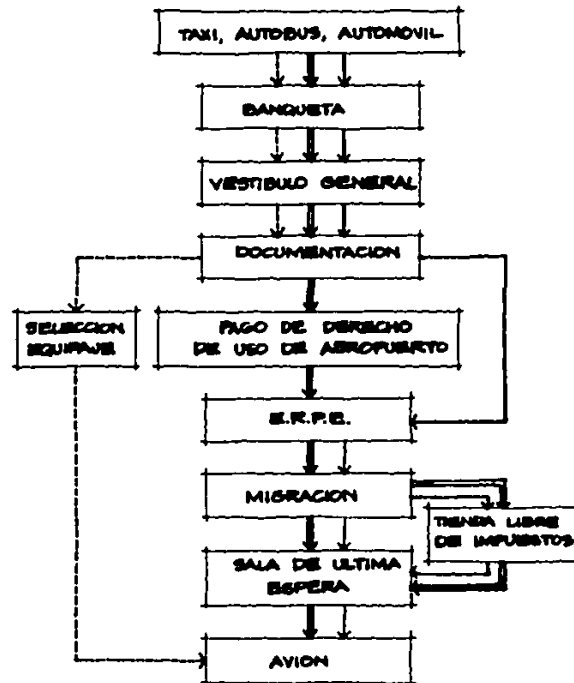 TAXI, AUTOBUS, AUTOMOVIL
BANQUETA
VESTIBULO GENERAL
DOCUMENTACION
SELECCION
EQUIPAJE
PAGO DE DERECHO
DE USO DE AEROPUERTO
E.R.P.E.
MIGRACION
TIENDA LIBRE
DE IMPUESTOS
SALA DE ULTIMA
ESPERA
AVION